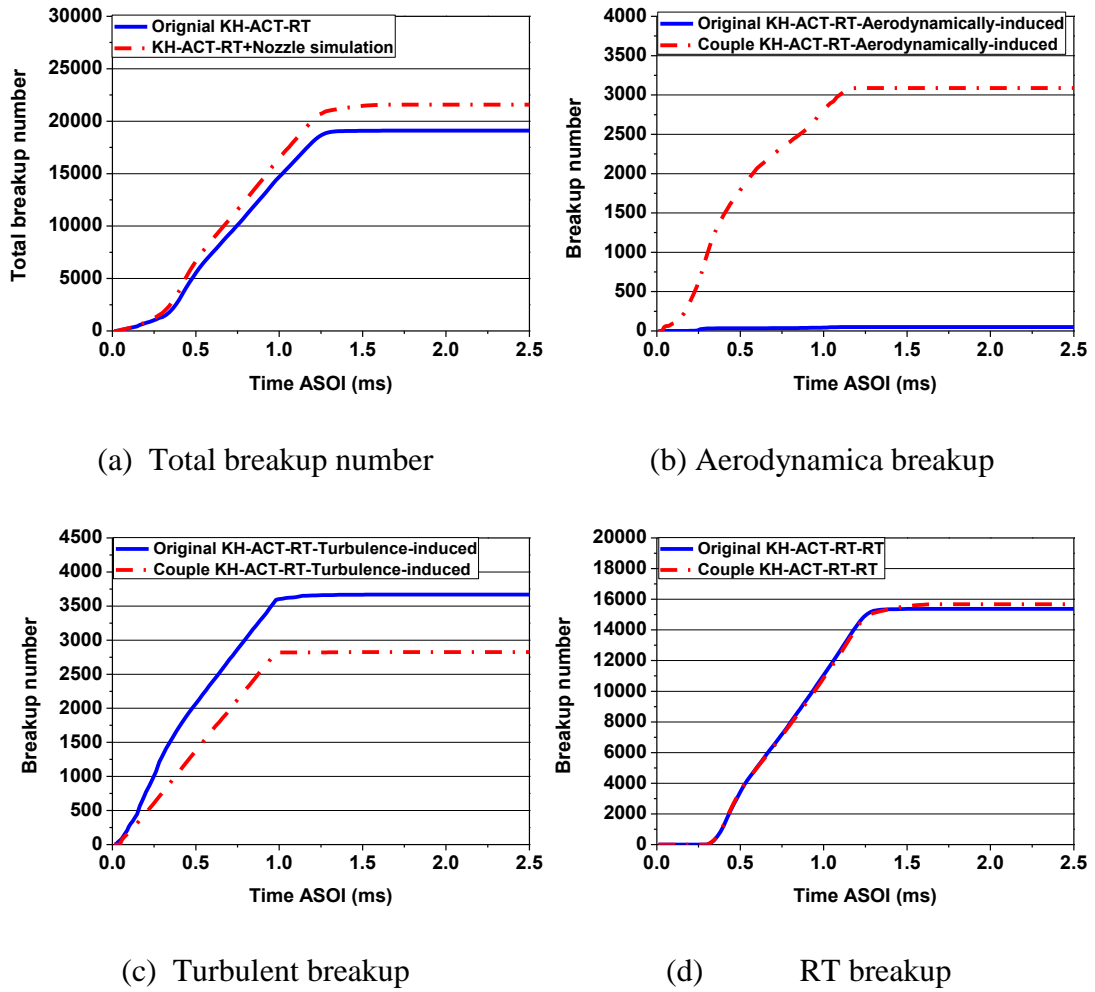 Orignial KH-ACT-RT
KH-ACT-RT+Nozzle simulation
30000
25000
20000
15000
10000
5000
0
Total breakup number
0.0 0.5 1.0 1.5 2.0 2.5
Time ASOI (ms)
(a) Total breakup number
Original KH-ACT-RT-Aerodynamically-induced
Couple KH-ACT-RT-Aerodynamically-induced
4000
3500
3000
2500
2000
1500
1000
500
0
Breakup number
0.0 0.5 1.0 1.5 2.0 2.5
Time ASOI (ms)
(b) Aerodynamica breakup
Original KH-ACT-RT-Turbulence-induced
Couple KH-ACT-RT-Turbulence-induced
4500
4000
3500
3000
2500
2000
1500
1000
500
0
Breakup number
0.0 0.5 1.0 1.5 2.0 2.5
Time ASOI (ms)
(c) Turbulent breakup
Original KH-ACT-RT-RT
Couple KH-ACT-RT-RT
20000
18000
16000
14000
12000
10000
8000
6000
4000
2000
0
Breakup number
0.0 0.5 1.0 1.5 2.0 2.5
Time ASOI (ms)
(d) RT breakup